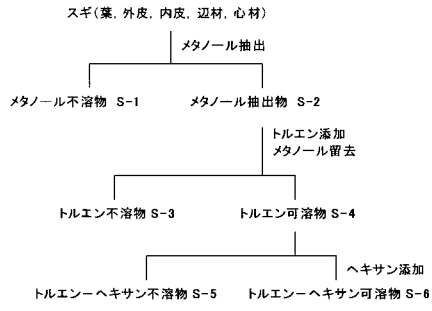 スギ(葉, 外皮, 内皮, 辺材, 心材)
メタノール抽出
メタノール不溶物 S-1
メタノール抽出物 S-2
トルエン添加
メタノール留去
トルエン不溶物 S-3
トルエン可溶物 S-4
ヘキサン添加
トルエンーヘキサン不溶物 S-5
トルエンーヘキサン可溶物 S-6